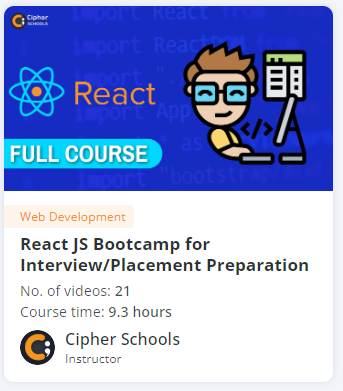 Cipher
SCHOOLS
React
FULL COURSE
Web Development
React JS Bootcamp for
Interview/Placement Preparation
No. of videos: 21
Course time: 9.3 hours
Cipher Schools
Instructor